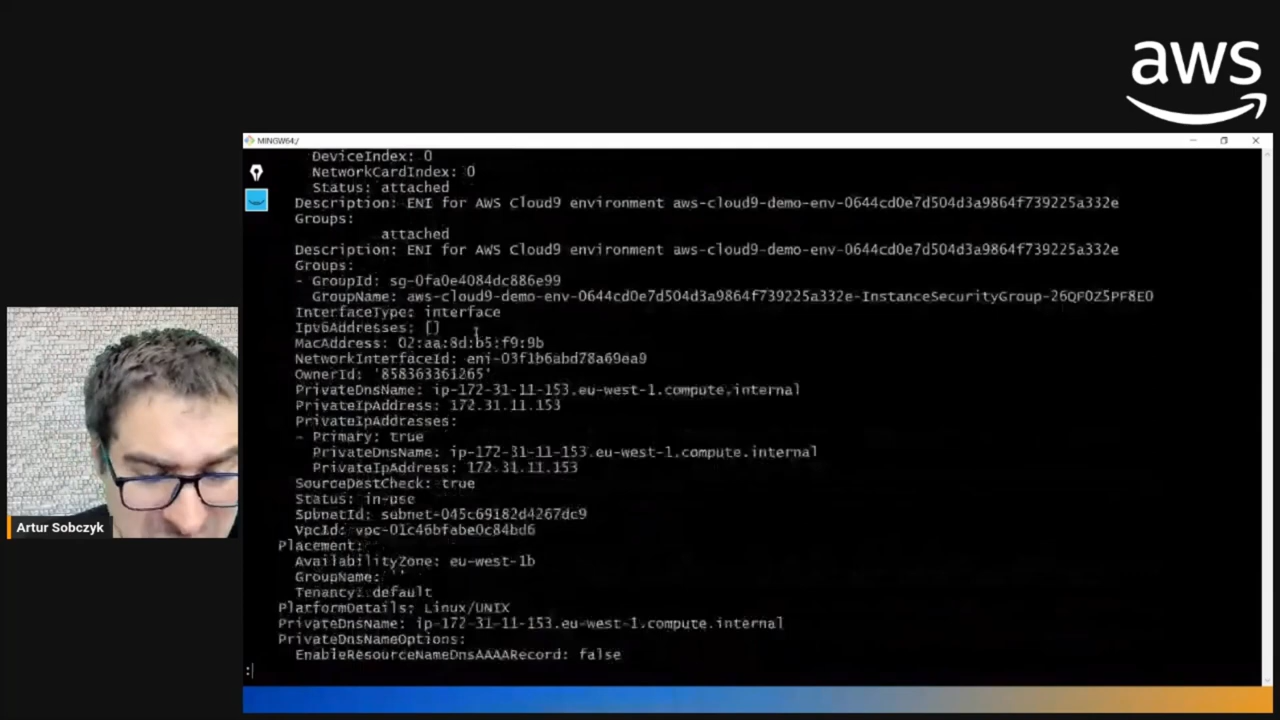 aws
MINGW64:/
DeviceIndex: 0
NetworkCardIndex: 0
Status: attached
Description: ENI for AWS Cloud9 environment aws-cloud9-demo-env-0644cd0e7d504d3a9864f739225a332e
Groups:
attached
Description: ENI for AWS Cloud9 environment aws-cloud9-demo-env-0644cd0e7d504d3a9864f739225a332e
Groups:
- GroupId: sg-0fa0e4084dc886e99
GroupName: aws-cloud9-demo-env-0644cd0e7d504d3a9864f739225a332e-InstanceSecurityGroup-26QF0Z5PF8E0
InterfaceType: interface
Ipv6Addresses: []
MacAddress: 02:aa:8d:b5:f9:9b
NetworkInterfaceId: eni-03f1b6abd78a69ea9
OwnerId: '858363361265'
PrivateDnsName: ip-172-31-11-153.eu-west-1.compute.internal
PrivateIpAddress: 172.31.11.153
PrivateIpAddresses:
- Primary: true
PrivateDnsName: ip-172-31-11-153.eu-west-1.compute.internal
PrivateIpAddress: 172.31.11.153
SourceDestCheck: true
Status: in-use
SubnetId: subnet-045c69182d4267dc9
VpcId: vpc-01c46bfabe0c84bd6
Placement:
AvailabilityZone: eu-west-1b
GroupName: ''
Tenancy: default
PlatformDetails: Linux/UNIX
PrivateDnsName: ip-172-31-11-153.eu-west-1.compute.internal
PrivateDnsNameOptions:
EnableResourceNameDnsAAAARecord: false
:
Artur Sobczyk